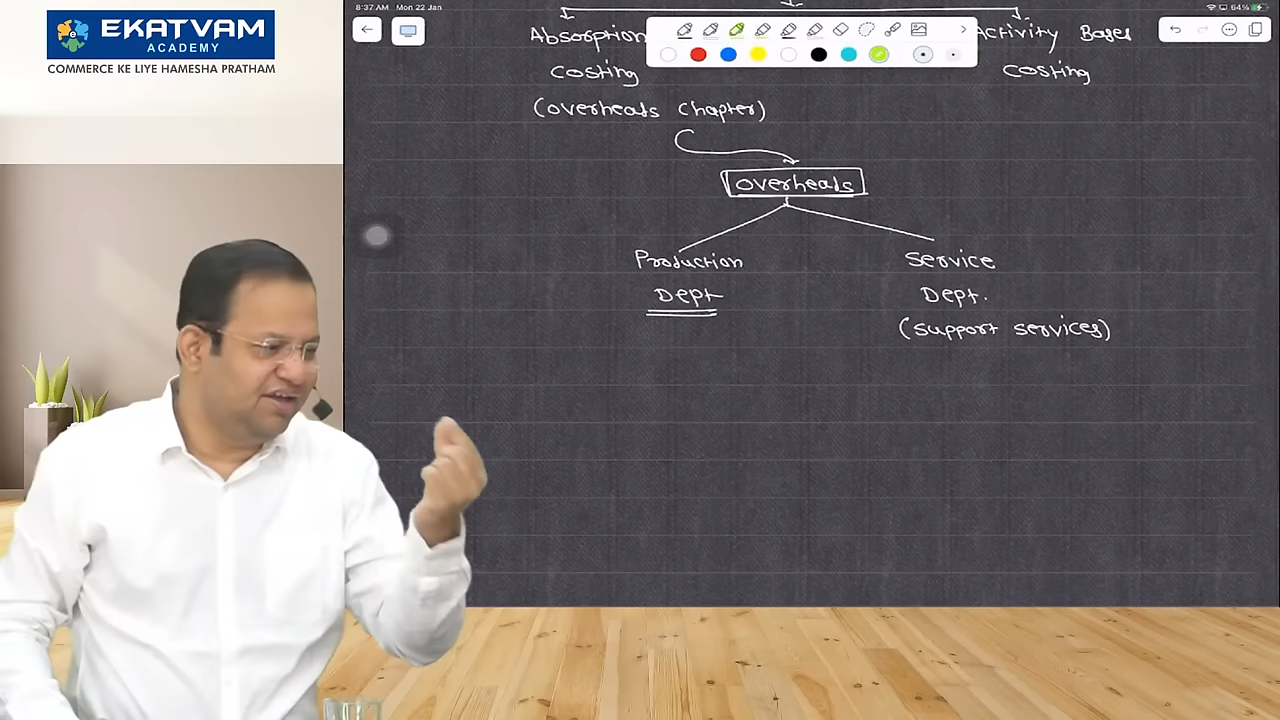 EKATVAM
ACADEMY
COMMERCE KE LIYE HAMESHA PRATHAM
8:37 AM Mon 22 Jan
64%
Absorption
Costing
(overheads chapter)
Activity Based
Costing
overheads
Production
Dept
Service
Dept.
(support services)